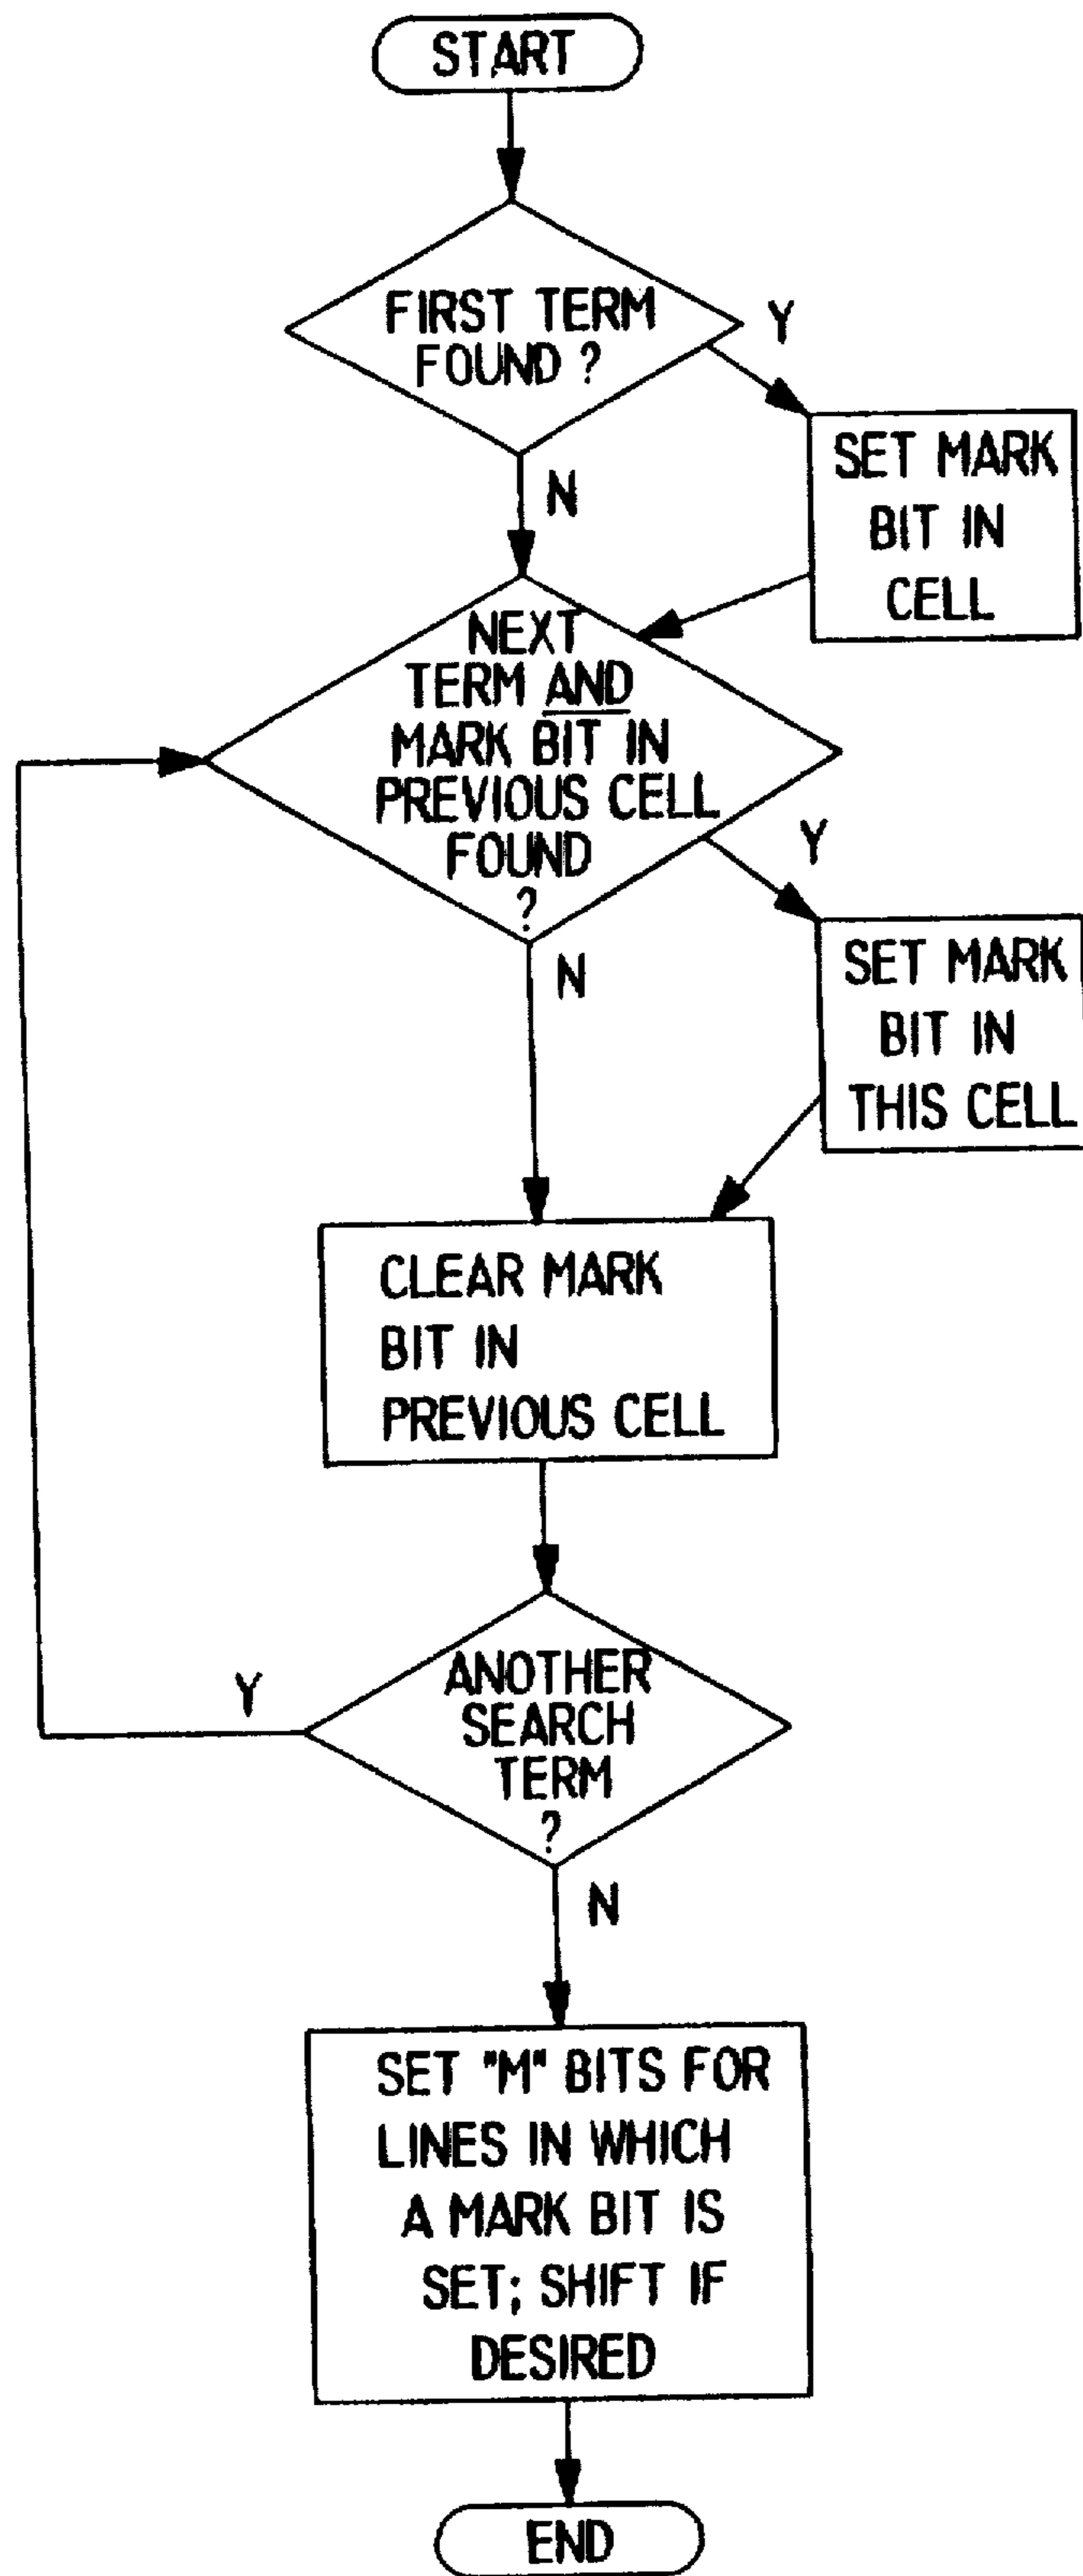 START
FIRST TERM
FOUND ?
Y
SET MARK
BIT IN
CELL
N
NEXT
TERM AND
MARK BIT IN
PREVIOUS CELL
FOUND
?
Y
SET MARK
BIT IN
THIS CELL
N
CLEAR MARK
BIT IN
PREVIOUS CELL
ANOTHER
SEARCH
TERM
?
Y
N
SET "M" BITS FOR
LINES IN WHICH
A MARK BIT IS
SET; SHIFT IF
DESIRED
END